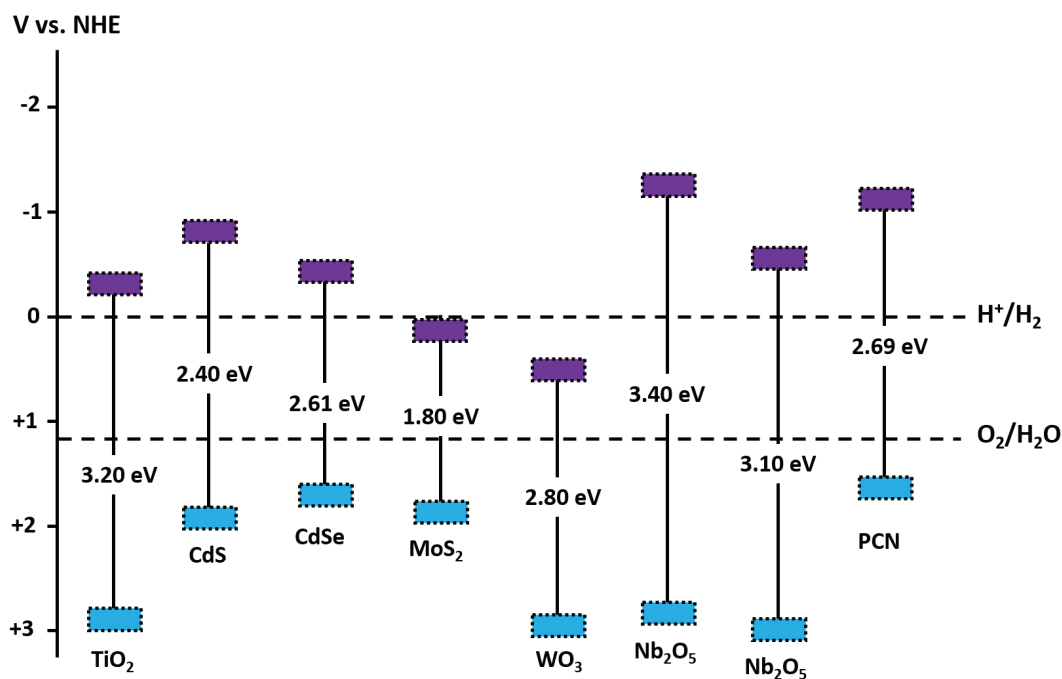 V vs. NHE
-2
-1
0
+1
+2
+3
H⁺/H₂
O₂/H₂O
3.20 eV
2.40 eV
2.61 eV
1.80 eV
2.80 eV
3.40 eV
3.10 eV
2.69 eV
TiO₂
CdS
CdSe
MoS₂
WO₃
Nb₂O₅
Nb₂O₅
PCN